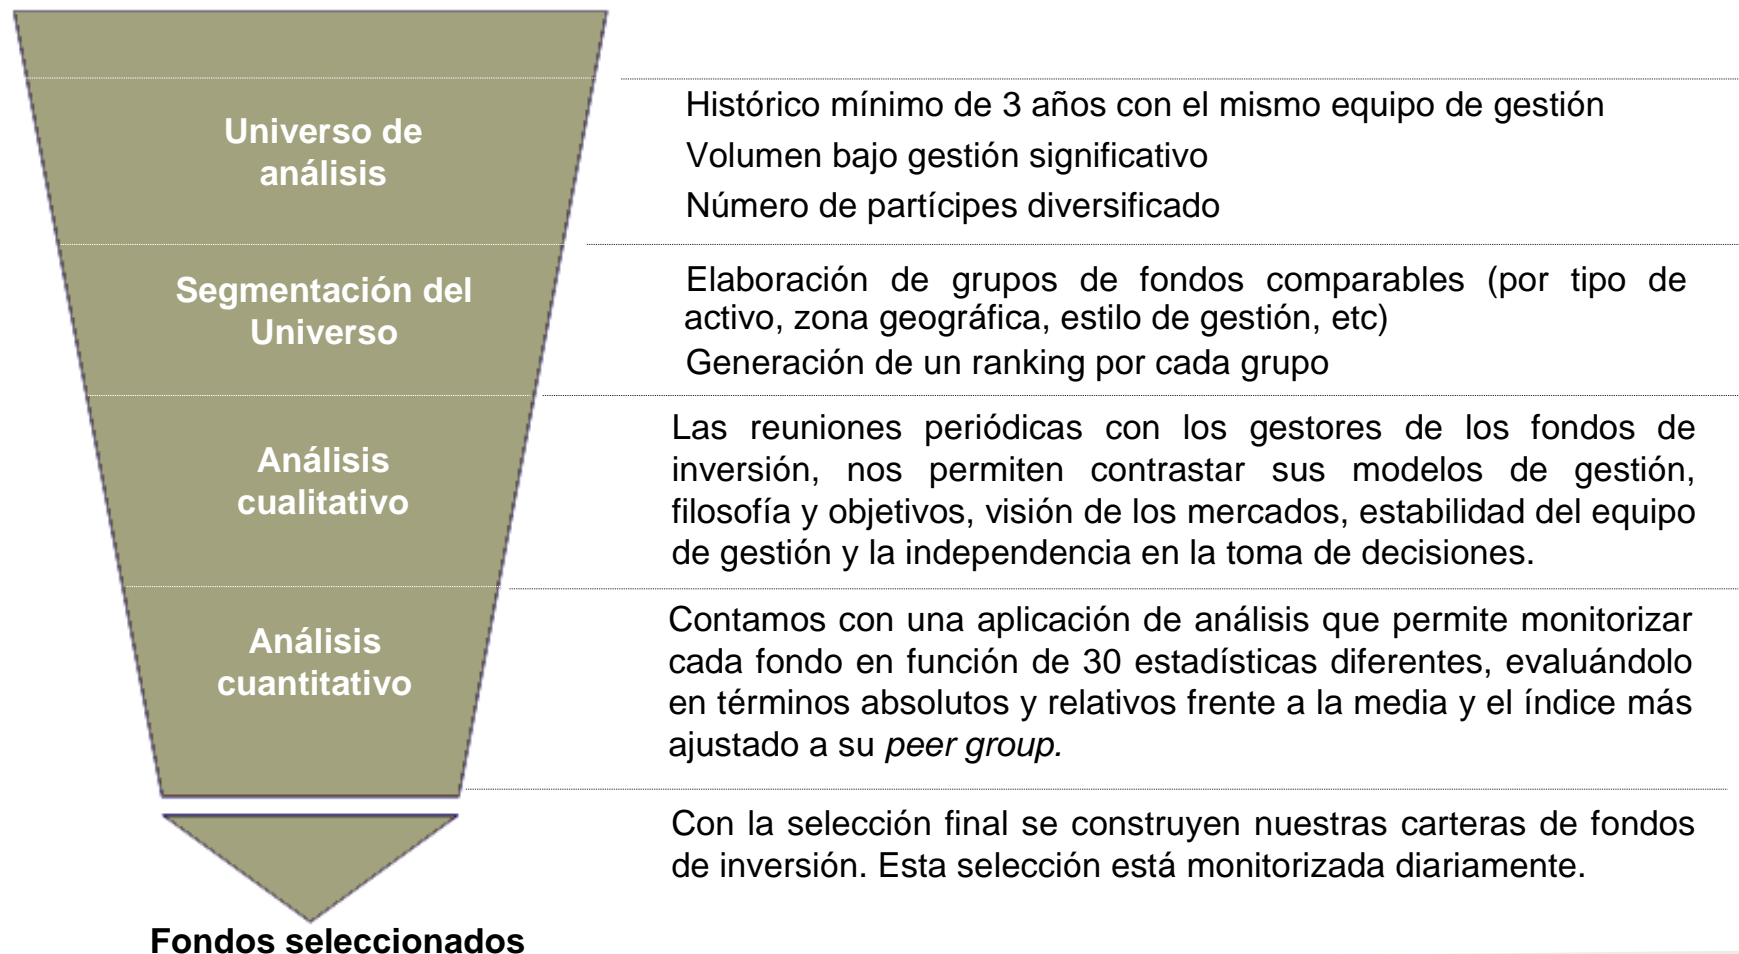 Universo de
análisis
Histórico mínimo de 3 años con el mismo equipo de gestión
Volumen bajo gestión significativo
Número de partícipes diversificado
Segmentación del
Universo
Elaboración de grupos de fondos comparables (por tipo de
activo, zona geográfica, estilo de gestión, etc)
Generación de un ranking por cada grupo
Análisis
cualitativo
Las reuniones periódicas con los gestores de los fondos de
inversión, nos permiten contrastar sus modelos de gestión,
filosofía y objetivos, visión de los mercados, estabilidad del equipo
de gestión y la independencia en la toma de decisiones.
Análisis
cuantitativo
Contamos con una aplicación de análisis que permite monitorizar
cada fondo en función de 30 estadísticas diferentes, evaluándolo
en términos absolutos y relativos frente a la media y el índice más
ajustado a su peer group.
Con la selección final se construyen nuestras carteras de fondos
de inversión. Esta selección está monitorizada diariamente.
Fondos seleccionados